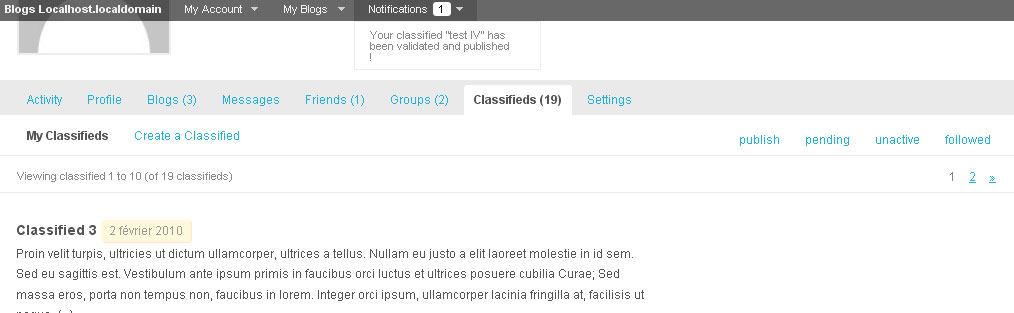 Blogs Localhost.localdomain My Account My Blogs Notifications 1
Your classified "test IV" has
been validated and published
!
Activity Profile Blogs (3) Messages Friends (1) Groups (2) Classifieds (19) Settings
My Classifieds Create a Classified publish pending unactive followed
Viewing classified 1 to 10 (of 19 classifieds) 1 2 »
Classified 3 2 février 2010
Proin velit turpis, ultricies ut dictum ullamcorper, ultrices a tellus. Nullam eu justo a elit laoreet molestie in id sem.
Sed eu sagittis est. Vestibulum ante ipsum primis in faucibus orci luctus et ultrices posuere cubilia Curae; Sed
massa eros, porta non tempus non, faucibus in lorem. Integer orci ipsum, ullamcorper lacinia fringilla at, facilisis ut